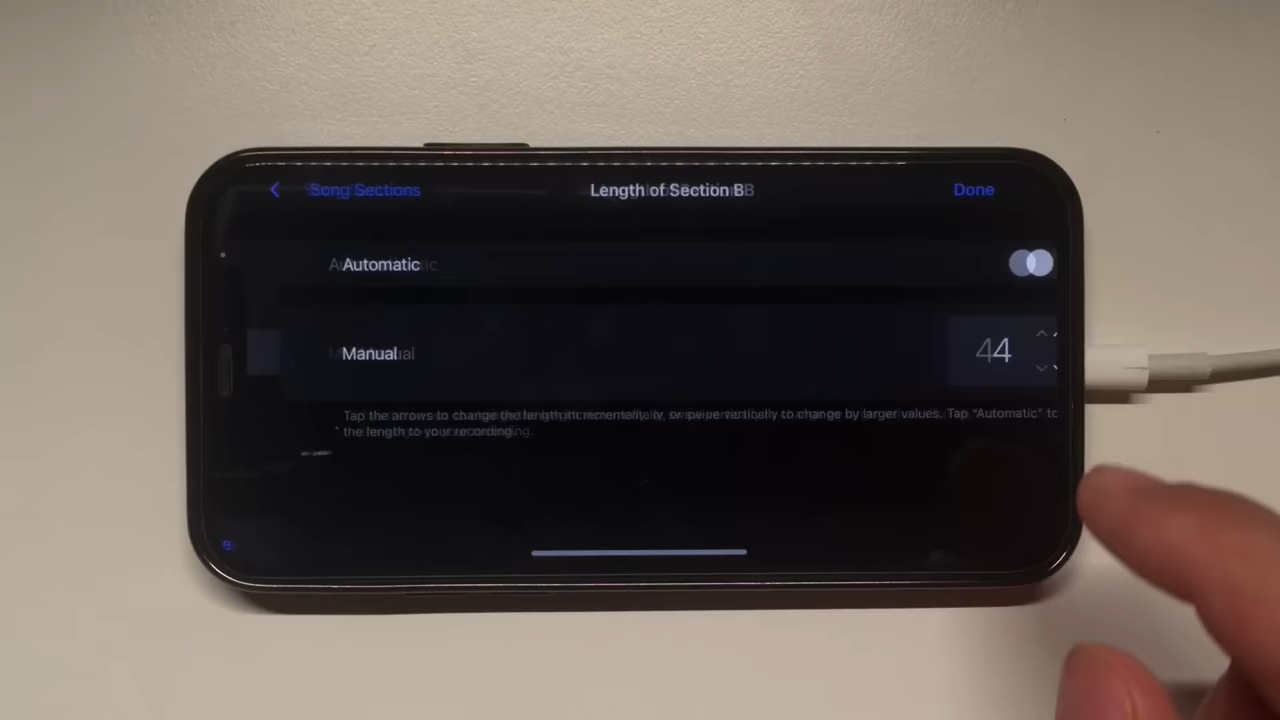 Song Sections
Length of Section B
Done
Automatic
Manual
Tap the arrows to change the length incrementally, or swipe vertically to change by larger values. Tap "Automatic" to
the length to your recording.